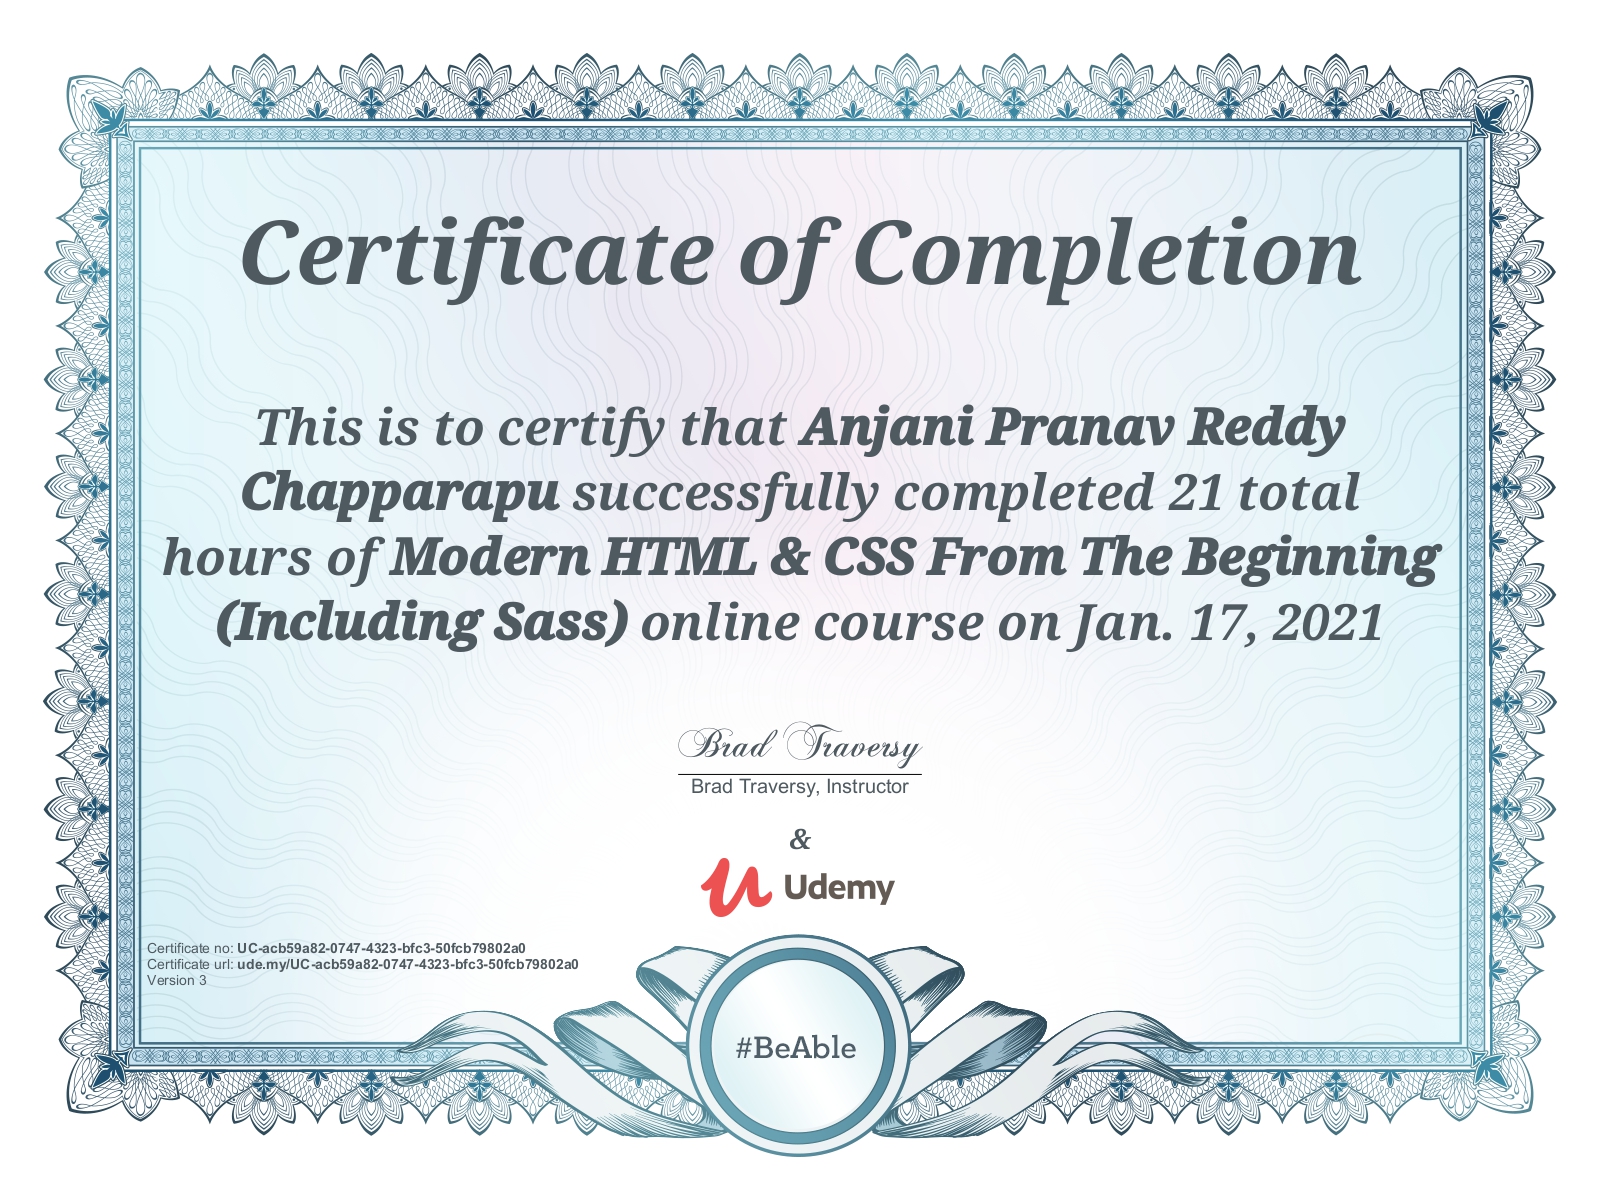 Certificate of Completion
This is to certify that Anjani Pranav Reddy
Chapparapu successfully completed 21 total
hours of Modern HTML & CSS From The Beginning
(Including Sass) online course on Jan. 17, 2021
Brad Traversy
Brad Traversy, Instructor
&
Udemy
Certificate no: UC-acb59a82-0747-4323-bfc3-50fcb79802a0
Certificate url: ude.my/UC-acb59a82-0747-4323-bfc3-50fcb79802a0
Version 3
#BeAble